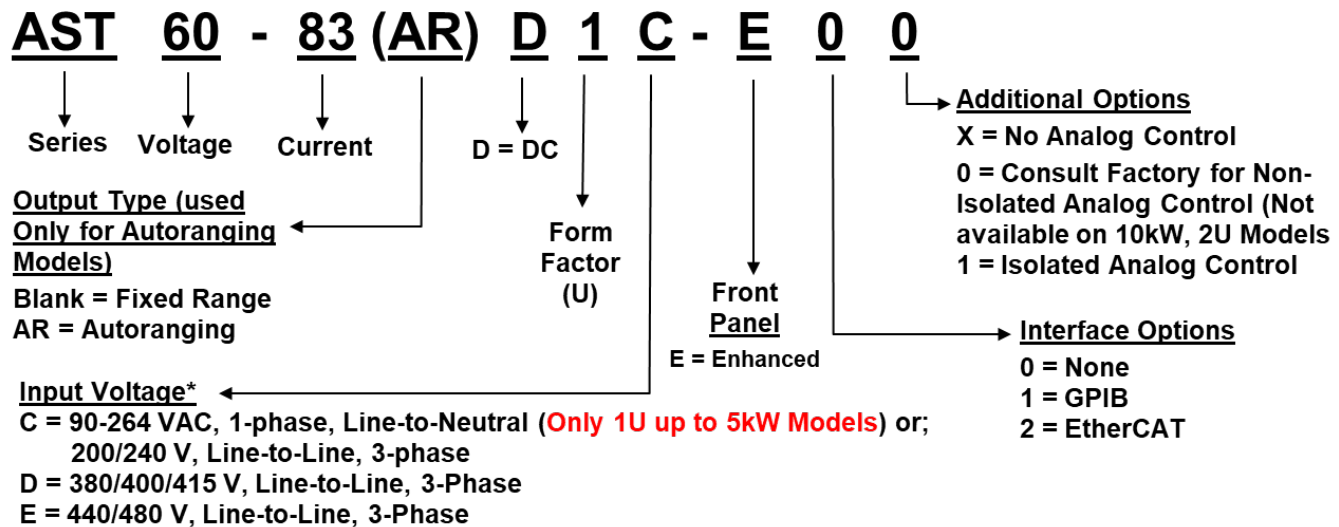 AST 60 - 83 (AR) D 1 C - E 0 0
Series
Voltage
Current
D = DC
Output Type (used
Only for Autoranging
Models)
Blank = Fixed Range
AR = Autoranging
Form
Factor
(U)
Front
Panel
E = Enhanced
Additional Options
X = No Analog Control
0 = Consult Factory for Non-
Isolated Analog Control (Not
available on 10kW, 2U Models
1 = Isolated Analog Control
Interface Options
0 = None
1 = GPIB
2 = EtherCAT
Input Voltage*
C = 90-264 VAC, 1-phase, Line-to-Neutral (Only 1U up to 5kW Models) or;
200/240 V, Line-to-Line, 3-phase
D = 380/400/415 V, Line-to-Line, 3-Phase
E = 440/480 V, Line-to-Line, 3-Phase